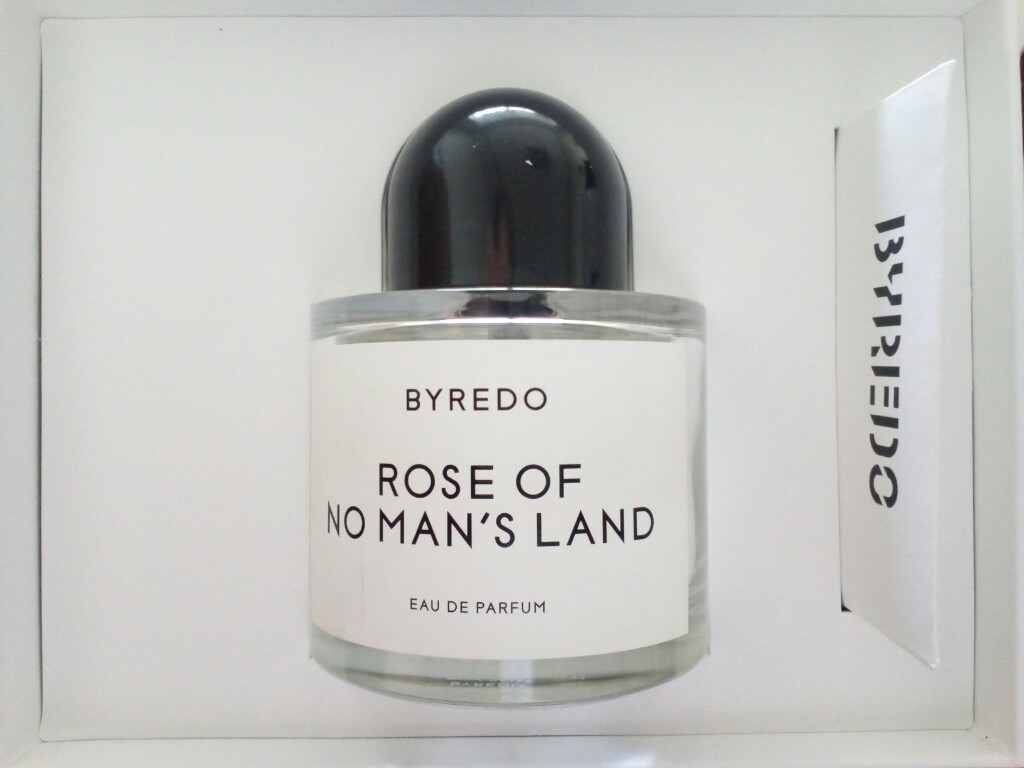 BYREDO
ROSE OF
NO MAN'S LAND
EAU DE PARFUM
BYREDO